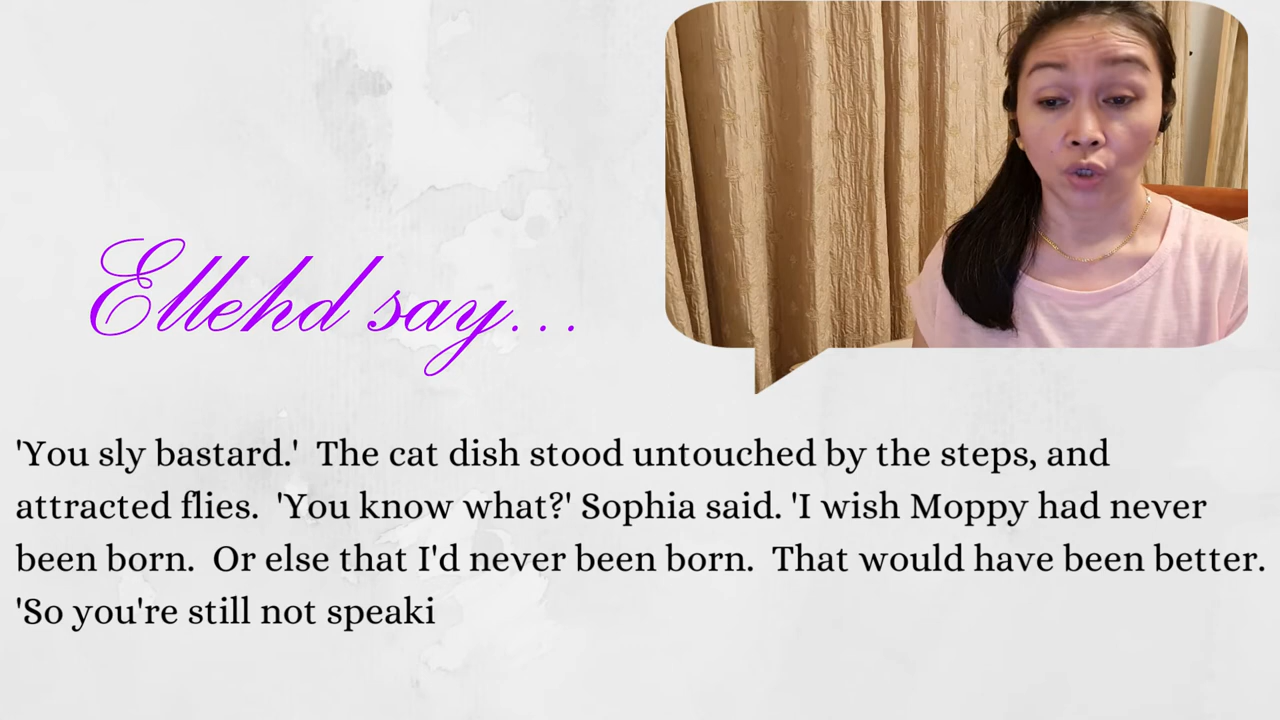 Ellehd say...
'You sly bastard.'  The cat dish stood untouched by the steps, and
attracted flies.  'You know what?' Sophia said. 'I wish Moppy had never
been born.  Or else that I'd never been born.  That would have been better.
'So you're still not speaki